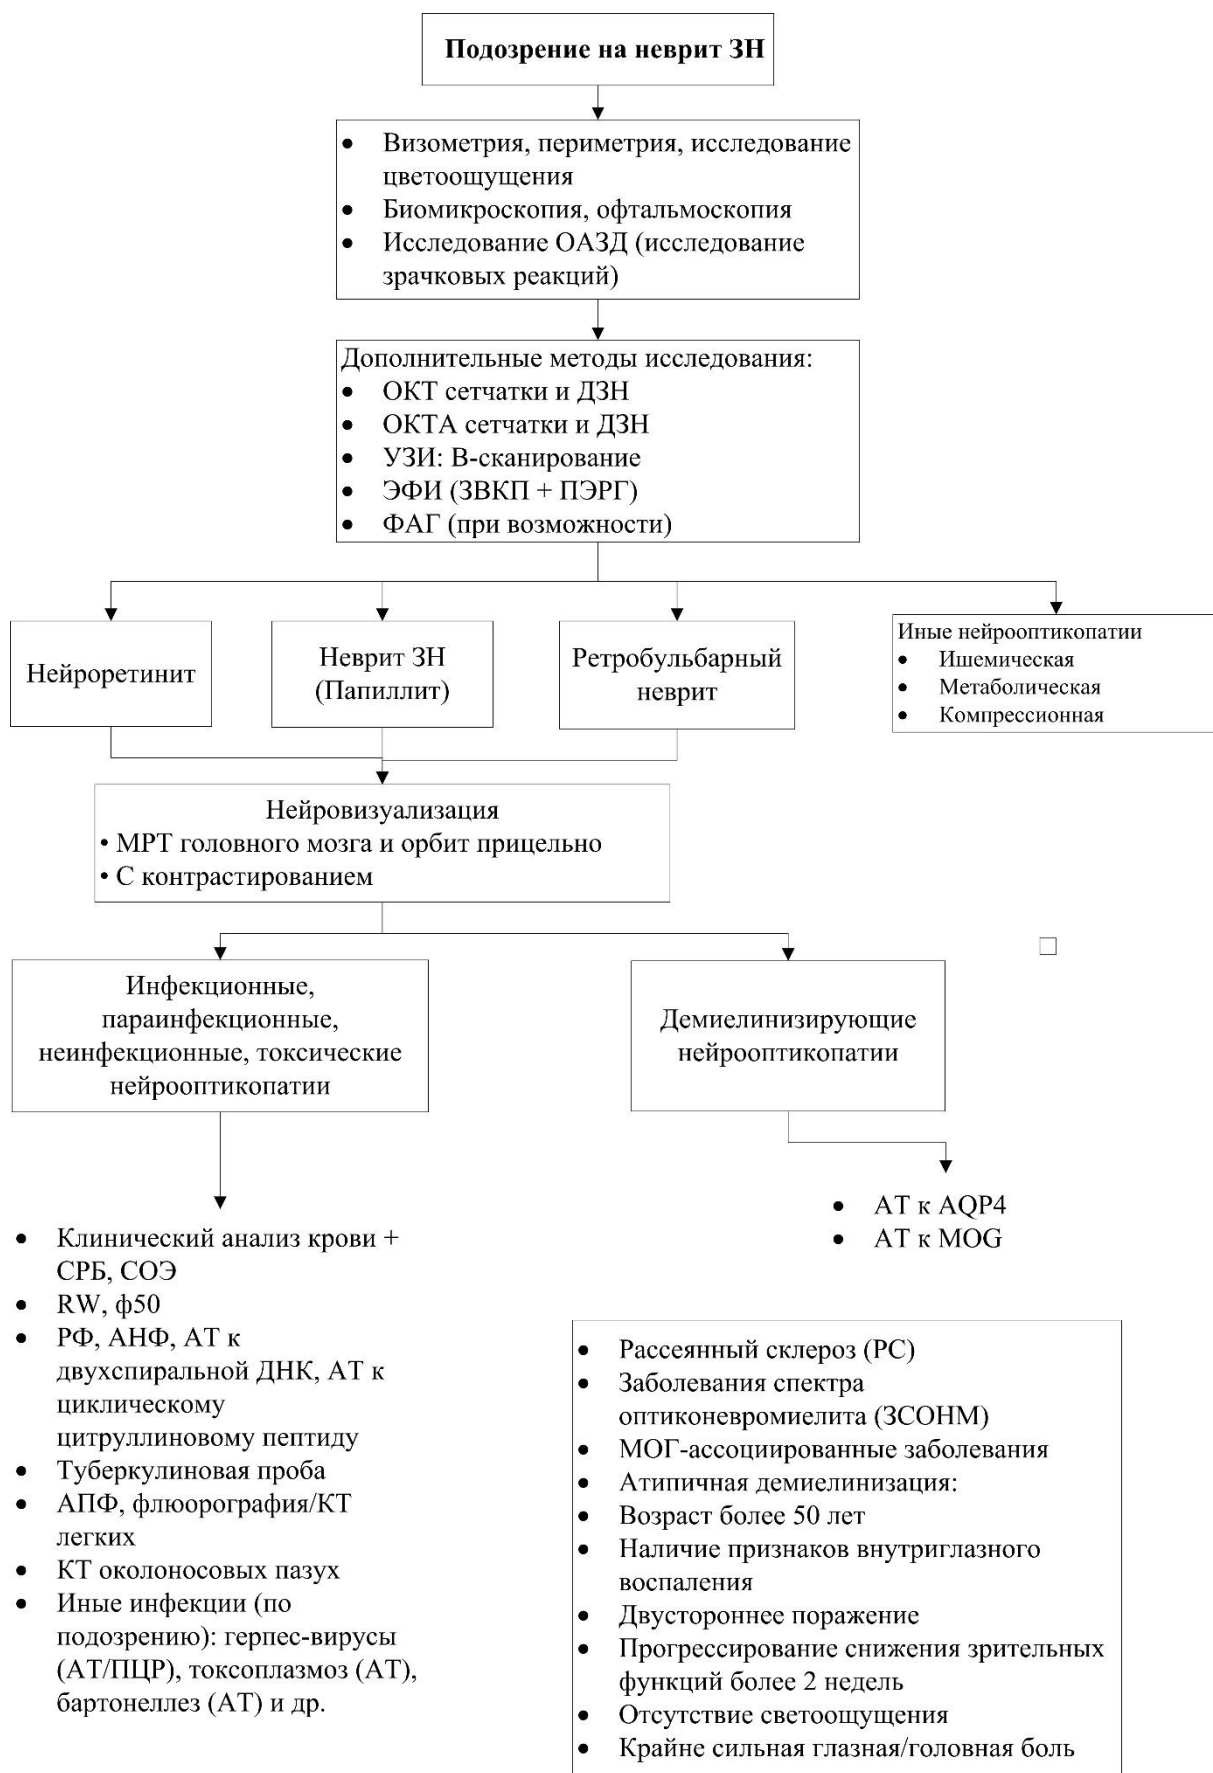 Подозрение на неврит ЗН
• Визометрия, периметрия, исследование
цветоощущения
• Биомикроскопия, офтальмоскопия
• Исследование ОАЗД (исследование
зрачковых реакций)
Дополнительные методы исследования:
• ОКТ сетчатки и ДЗН
• ОКТА сетчатки и ДЗН
• УЗИ: В-сканирование
• ЭФИ (ЗВКП + ПЭРГ)
• ФАГ (при возможности)
Нейроретинит
Неврит ЗН
(Папиллит)
Ретробульбарный
неврит
Иные нейрооптикопатии
• Ишемическая
• Метаболическая
• Компрессионная
Нейровизуализация
• МРТ головного мозга и орбит прицельно
• С контрастированием
Инфекционные,
параинфекционные,
неинфекционные, токсические
нейрооптикопатии
Демиелинизирующие
нейрооптикопатии
• Клинический анализ крови +
СРБ, СОЭ
• RW, ф50
• РФ, АНФ, АТ к
двухспиральной ДНК, АТ к
циклическому
цитруллиновому пептиду
• Туберкулиновая проба
• АПФ, флюорография/КТ
легких
• КТ околоносовых пазух
• Иные инфекции (по
подозрению): герпес-вирусы
(АТ/ПЦР), токсоплазмоз (АТ),
бартонеллез (АТ) и др.
• АТ к AQP4
• АТ к MOG
• Рассеянный склероз (РС)
• Заболевания спектра
оптиконевромиелита (ЗСОНМ)
• МОГ-ассоциированные заболевания
• Атипичная демиелинизация:
• Возраст более 50 лет
• Наличие признаков внутриглазного
воспаления
• Двустороннее поражение
• Прогрессирование снижения зрительных
функций более 2 недель
• Отсутствие светоощущения
• Крайне сильная глазная/головная боль